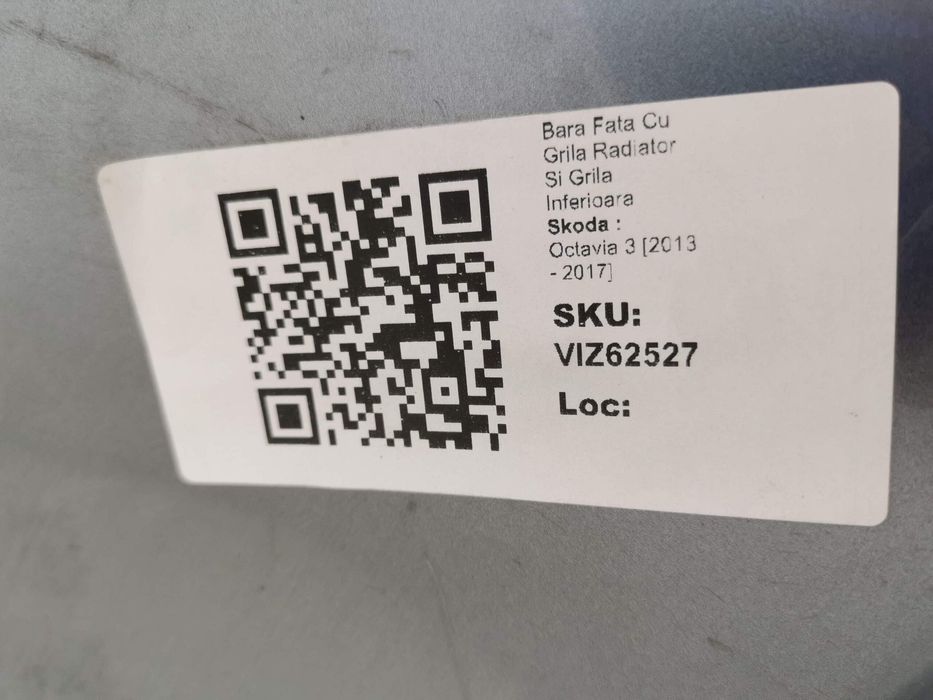 Bara Fata Cu
Grila Radiator
Si Grila
Inferioara
Skoda :
Octavia 3 [2013
- 2017]
SKU:
VIZ62527
Loc: